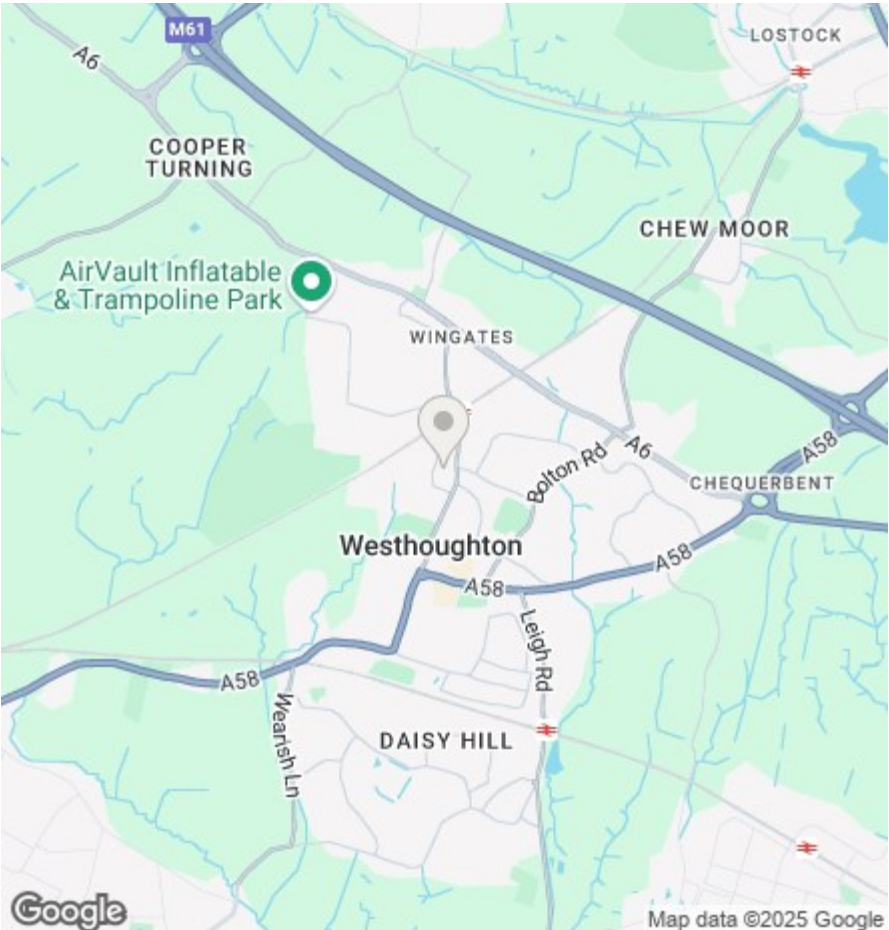 M61
A6
LOSTOCK
COOPER
TURNING
CHEW MOOR
AirVault Inflatable
& Trampoline Park
WINGATES
A6
A58
Bolton Rd
CHEQUERBENT
Westhoughton
A58
A58
Leigh Rd
A58
Wearish Ln
DAISY HILL
Google
Map data ©2025 Google